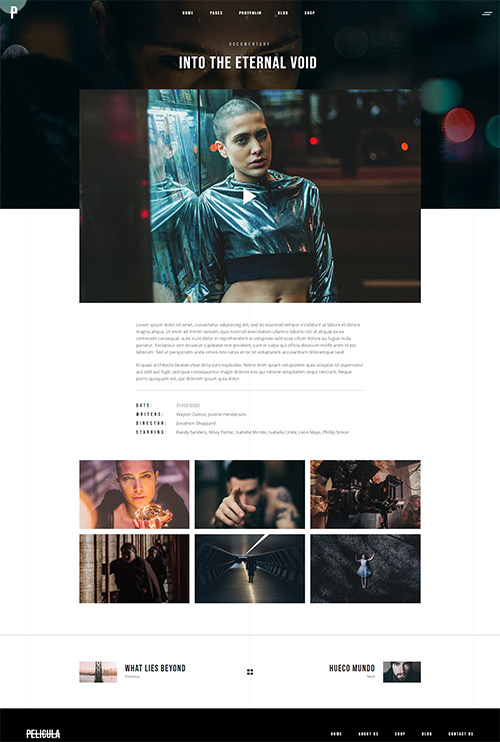 P
HOME PAGES PORTFOLIO BLOG SHOP
DOCUMENTARY
INTO THE ETERNAL VOID
Lorem ipsum dolor sit amet, consectetur adipiscing elit, sed do eiusmod tempor incididunt ut labore et dolore
magna aliqua. Ut enim ad minim veniam, quis nostrud exercitation ullamco laboris nisi ut aliquip ex ea
commodo consequat. Duis aute irure dolor in reprehenderit in voluptate velit esse cillum dolore eu fugiat nulla
pariatur. Excepteur sint occaecat cupidatat non proident, sunt in culpa qui officia deserunt mollit anim id est
laborum. Sed ut perspiciatis unde omnis iste natus error sit voluptatem accusantium doloremque laud.
Et quasi architecto beatae vitae dicta sunt explicabo. Nemo enim ipsam voluptatem quia voluptas sit aspernatur
aut odit aut fugit, sed quia consequuntur magni dolores eos qui ratione voluptatem sequi nesciunt. Neque
porro quisquam est, qui dolorem ipsum quia dolor.
DATE: 31/03/2020
WRITERS: Waylon Dalton, Justine Henderson
DIRECTOR: Jonathan Sheppard
STARRING: Randy Sanders, Miley Porter, Isabella Monde, Isabelle Linde, Leon Mays, Phillip Simon
WHAT LIES BEYOND
Previous
HUECO MUNDO
Next
PELICULA
HOME ABOUT US SHOP BLOG CONTACT US